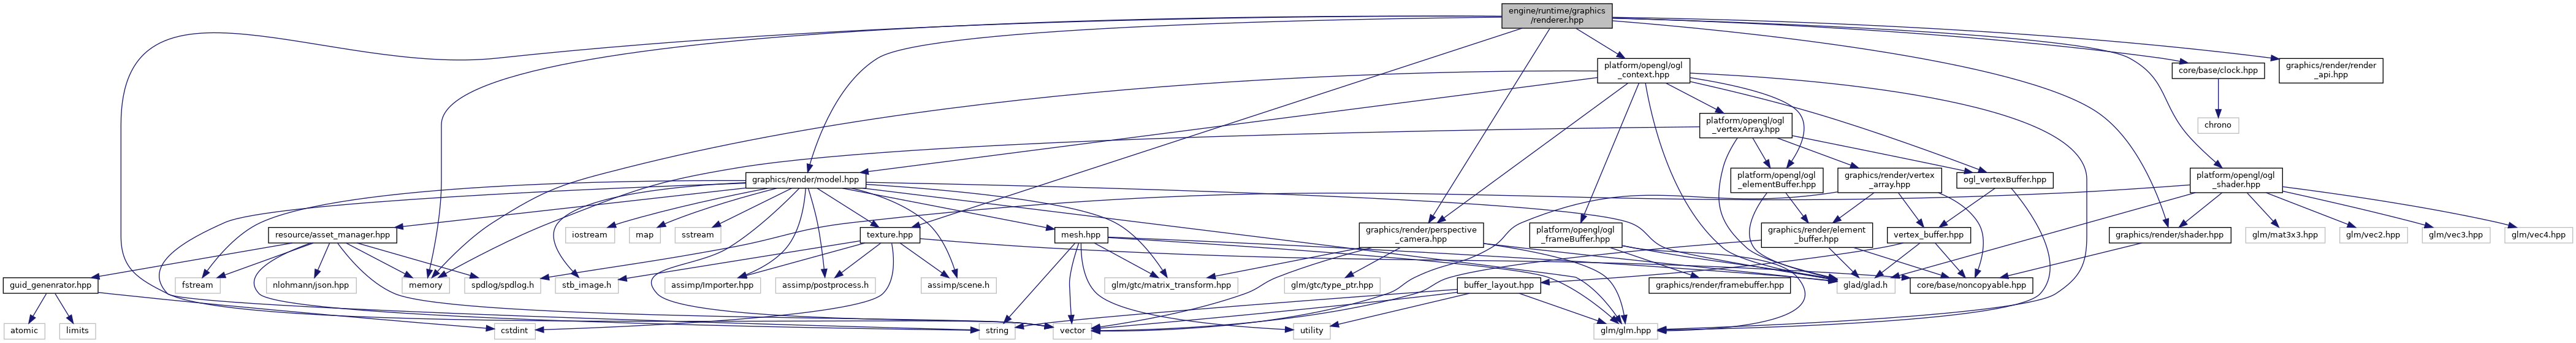 engine/runtime/graphics
/renderer.hpp
platform/opengl/ogl
_context.hpp
core/base/clock.hpp
graphics/render/render
_api.hpp
platform/opengl/ogl
_vertexArray.hpp
chrono
graphics/render/model.hpp
platform/opengl/ogl
_elementBuffer.hpp
graphics/render/vertex
_array.hpp
ogl_vertexBuffer.hpp
platform/opengl/ogl
_shader.hpp
resource/asset_manager.hpp
iostream
map
sstream
texture.hpp
mesh.hpp
graphics/render/perspective
_camera.hpp
platform/opengl/ogl
_frameBuffer.hpp
graphics/render/element
_buffer.hpp
vertex_buffer.hpp
graphics/render/shader.hpp
glm/mat3x3.hpp
glm/vec2.hpp
glm/vec3.hpp
glm/vec4.hpp
guid_genenrator.hpp
fstream
nlohmann/json.hpp
memory
spdlog/spdlog.h
stb_image.h
assimp/Importer.hpp
assimp/postprocess.h
assimp/scene.h
glm/gtc/matrix_transform.hpp
glm/gtc/type_ptr.hpp
buffer_layout.hpp
graphics/render/framebuffer.hpp
glad/glad.h
core/base/noncopyable.hpp
atomic
limits
cstdint
string
vector
utility
glm/glm.hpp